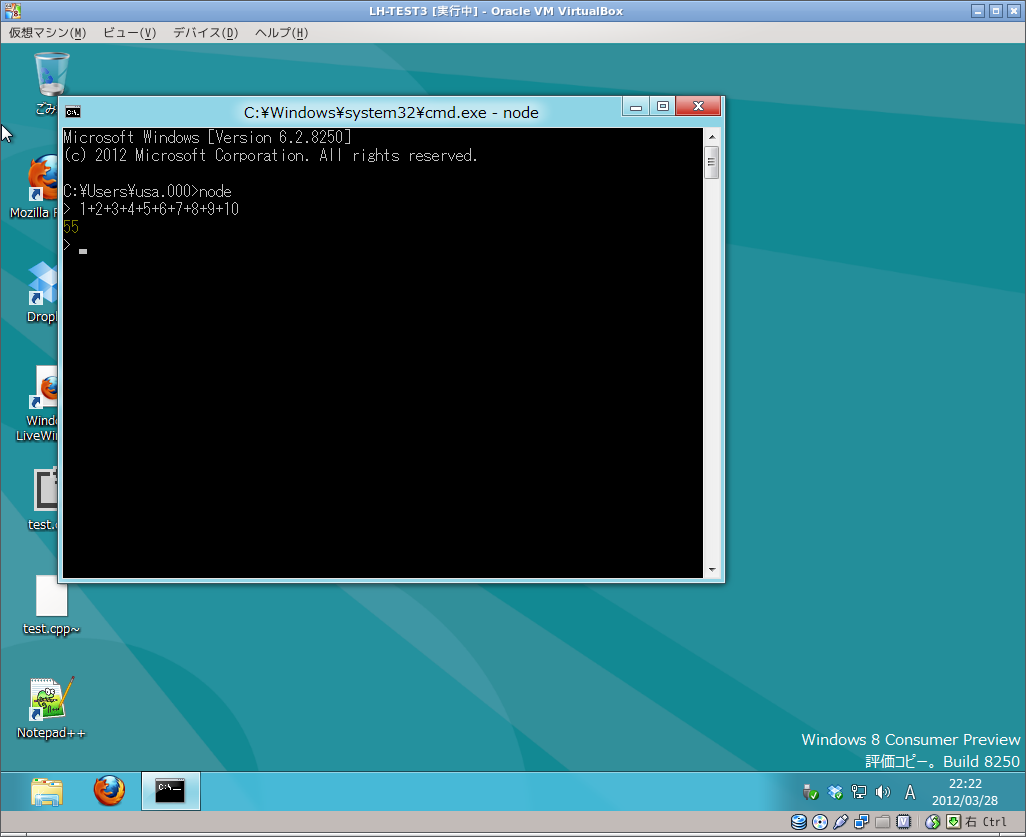 LH-TEST3 [実行中] - Oracle VM VirtualBox
仮想マシン(M) ビュー(V) デバイス(D) ヘルプ(H)
C:¥Windows¥system32¥cmd.exe - node
Microsoft Windows [Version 6.2.8250]
(c) 2012 Microsoft Corporation. All rights reserved.
C:¥Users¥usa.000>node
> 1+2+3+4+5+6+7+8+9+10
55
>
ごみ
Mozilla F
Drop
Windo
LiveWin
test.
test.cpp~
Notepad++
Windows 8 Consumer Preview
評価コピー。Build 8250
A
22:22
2012/03/28
右 Ctrl